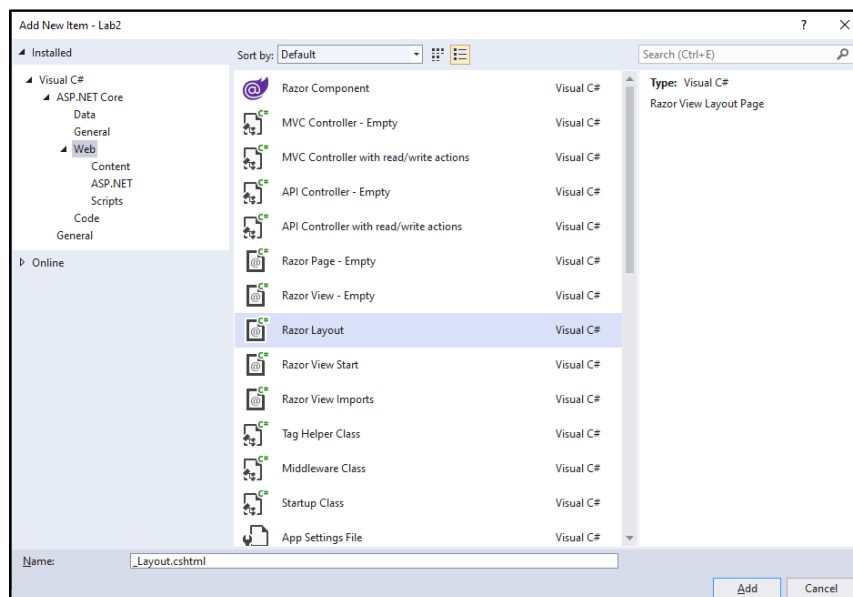 Add New Item - Lab2
? X
Installed
Sort by: Default
Search (Ctrl+E)
Visual C#
ASP.NET Core
Data
General
Web
Content
ASP.NET
Scripts
Code
General
Online
Razor Component Visual C#
MVC Controller - Empty Visual C#
MVC Controller with read/write actions Visual C#
API Controller - Empty Visual C#
API Controller with read/write actions Visual C#
Razor Page - Empty Visual C#
Razor View - Empty Visual C#
Razor Layout Visual C#
Razor View Start Visual C#
Razor View Imports Visual C#
Tag Helper Class Visual C#
Middleware Class Visual C#
Startup Class Visual C#
App Settings File Visual C#
Type: Visual C#
Razor View Layout Page
Name: _Layout.cshtml
Add Cancel